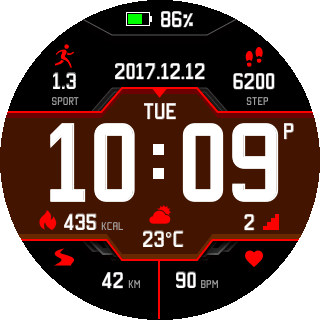 86%
1.3 2017.12.12 6200
SPORT STEP
TUE
10:09 P
435 KCAL 2
23°C
42 KM 90 BPM